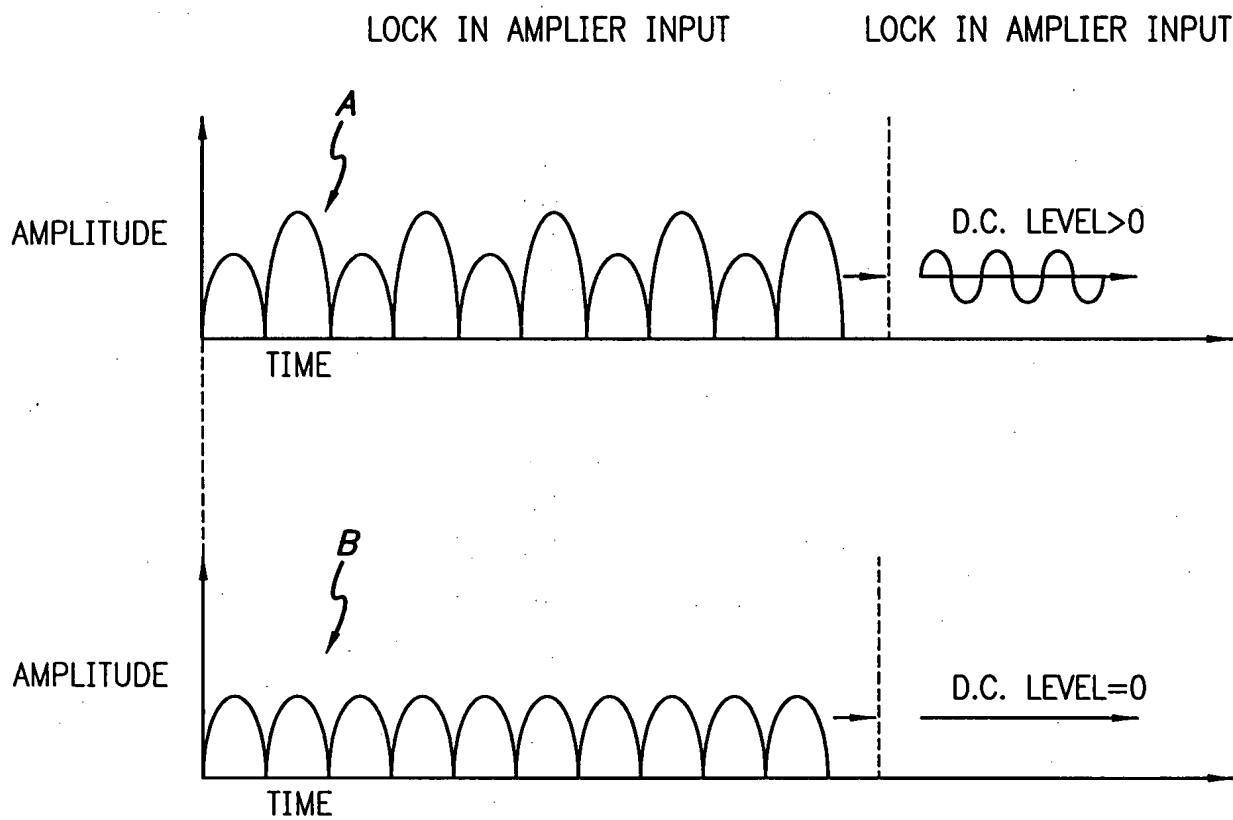 LOCK IN AMPLIER INPUT
LOCK IN AMPLIER INPUT
A
AMPLITUDE
D.C. LEVEL>0
TIME
B
AMPLITUDE
D.C. LEVEL=0
TIME